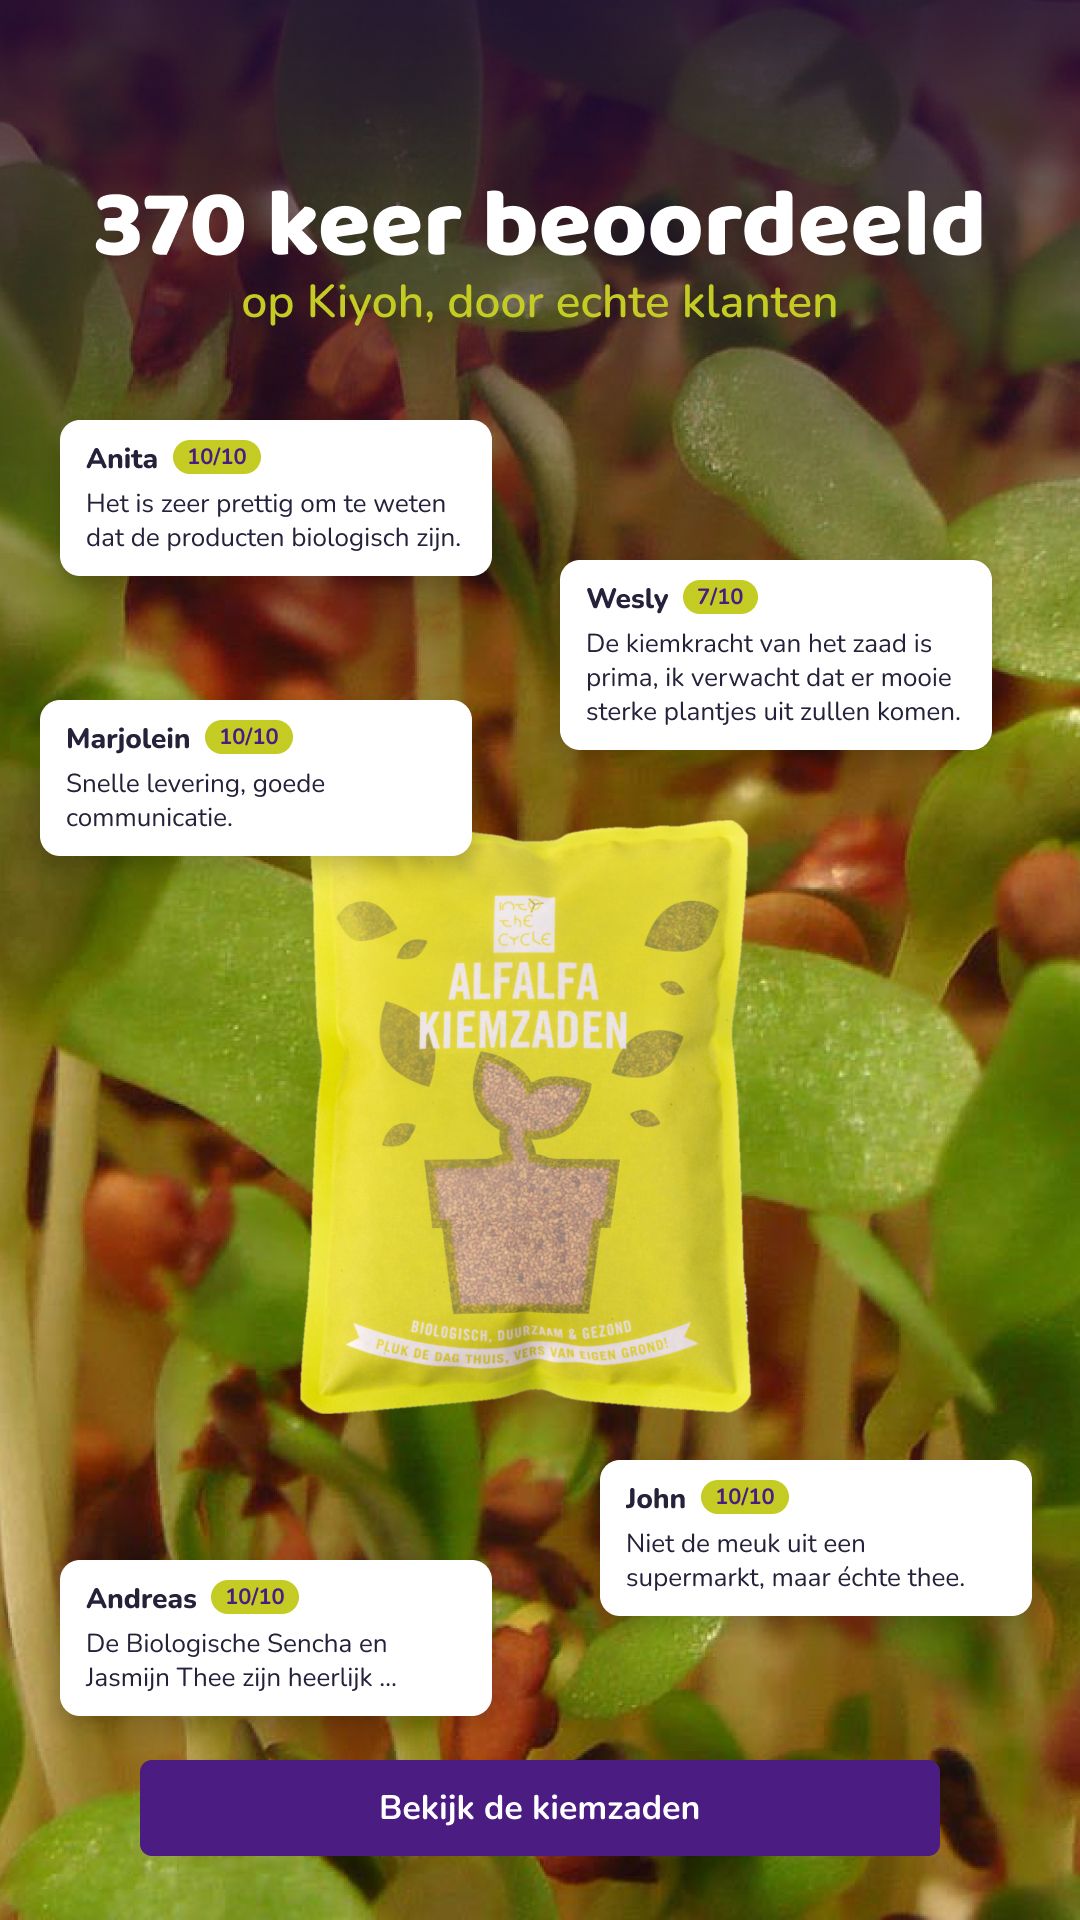 370 keer beoordeeld
op Kiyoh, door echte klanten
Anita 10/10
Het is zeer prettig om te weten
dat de producten biologisch zijn.
Wesly 7/10
De kiemkracht van het zaad is
prima, ik verwacht dat er mooie
sterke plantjes uit zullen komen.
Marjolein 10/10
Snelle levering, goede
communicatie.
into
the
cycle
ALFALFA
KIEMZADEN
BIOLOGISCH, DUURZAAM & GEZOND
PLUK DE DAG THUIS, VERS VAN EIGEN GROND!
John 10/10
Niet de meuk uit een
supermarkt, maar échte thee.
Andreas 10/10
De Biologische Sencha en
Jasmijn Thee zijn heerlijk ...
Bekijk de kiemzaden